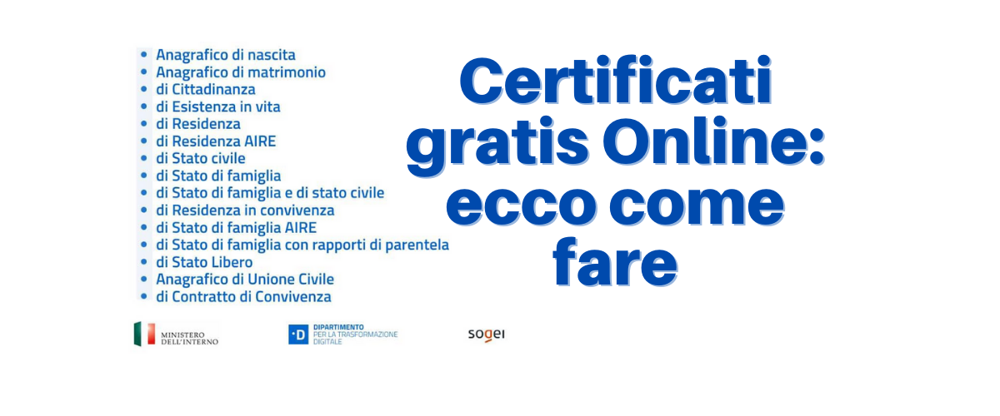 Anagrafico di nascita
Anagrafico di matrimonio
di Cittadinanza
di Esistenza in vita
di Residenza
di Residenza AIRE
di Stato civile
di Stato di famiglia
di Stato di famiglia e di stato civile
di Residenza in convivenza
di Stato di famiglia AIRE
di Stato di famiglia con rapporti di parentela
di Stato Libero
Anagrafico di Unione Civile
di Contratto di Convivenza
Certificati
gratis Online:
ecco come
fare
MINISTERO
DELL'INTERNO
·D
DIPARTIMENTO
PER LA TRASFORMAZIONE
DIGITALE
sogei